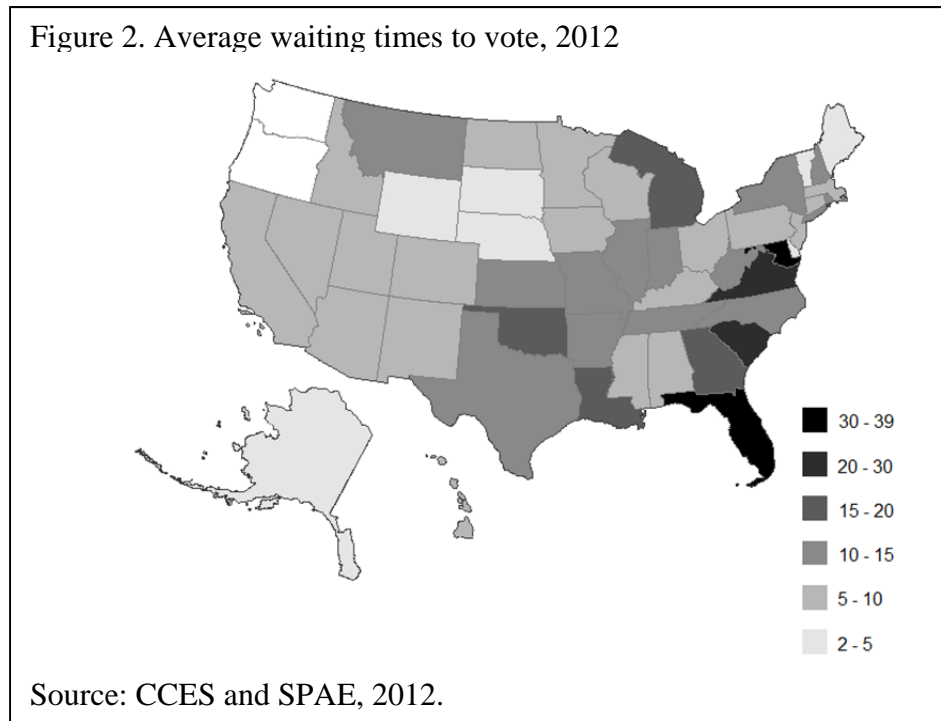 Figure 2. Average waiting times to vote, 2012
30 - 39
20 - 30
15 - 20
10 - 15
5 - 10
2 - 5
Source: CCES and SPAE, 2012.